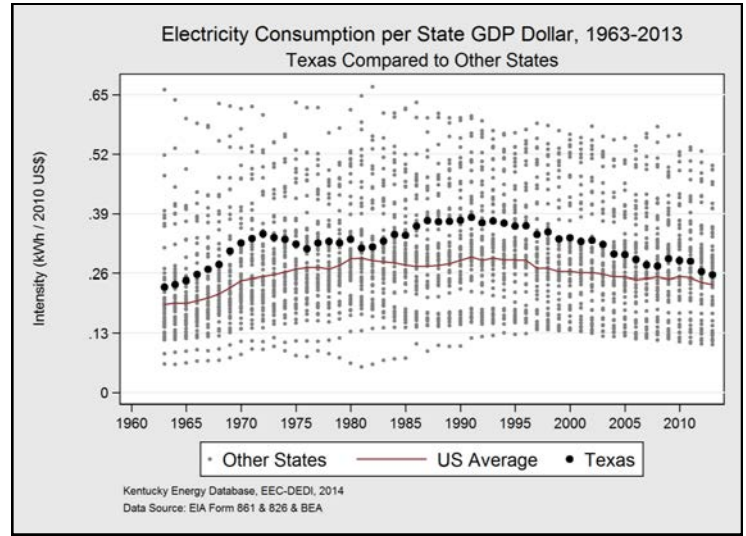 Electricity Consumption per State GDP Dollar, 1963-2013
Texas Compared to Other States
Intensity (kWh / 2010 US$)
.65
.52
.39
.26
.13
0
1960 1965 1970 1975 1980 1985 1990 1995 2000 2005 2010
Other States US Average Texas
Kentucky Energy Database, EEC-DEDI, 2014
Data Source: EIA Form 861 & 826 & BEA